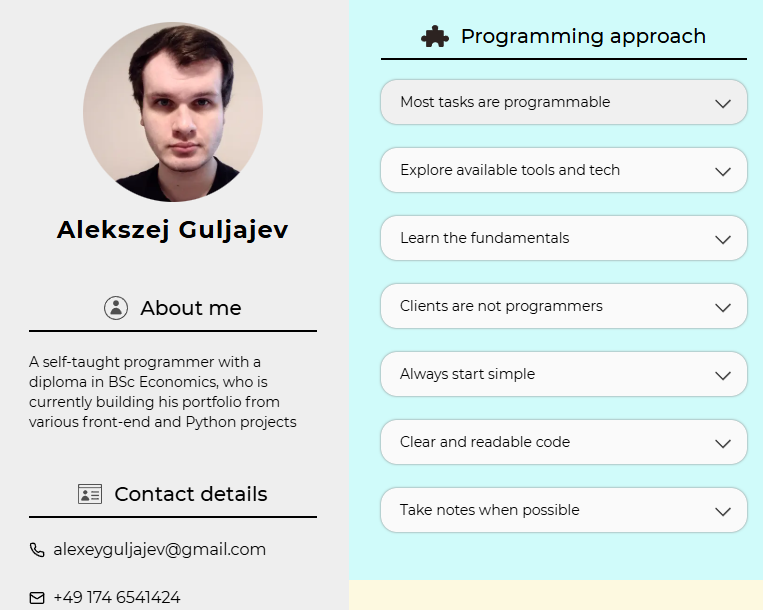 Alekszej Guljajev
About me
A self-taught programmer with a
diploma in BSc Economics, who is
currently building his portfolio from
various front-end and Python projects
Contact details
alexeyguljajev@gmail.com
+49 174 6541424
Programming approach
Most tasks are programmable
Explore available tools and tech
Learn the fundamentals
Clients are not programmers
Always start simple
Clear and readable code
Take notes when possible